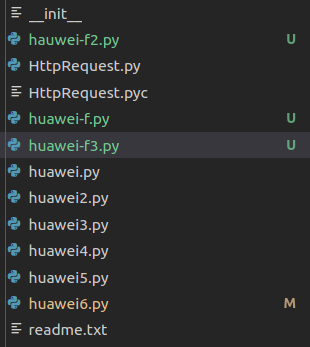 __init__
hauwei-f2.py U
HttpRequest.py
HttpRequest.pyc
huawei-f.py U
huawei-f3.py U
huawei.py
huawei2.py
huawei3.py
huawei4.py
huawei5.py
huawei6.py M
readme.txt